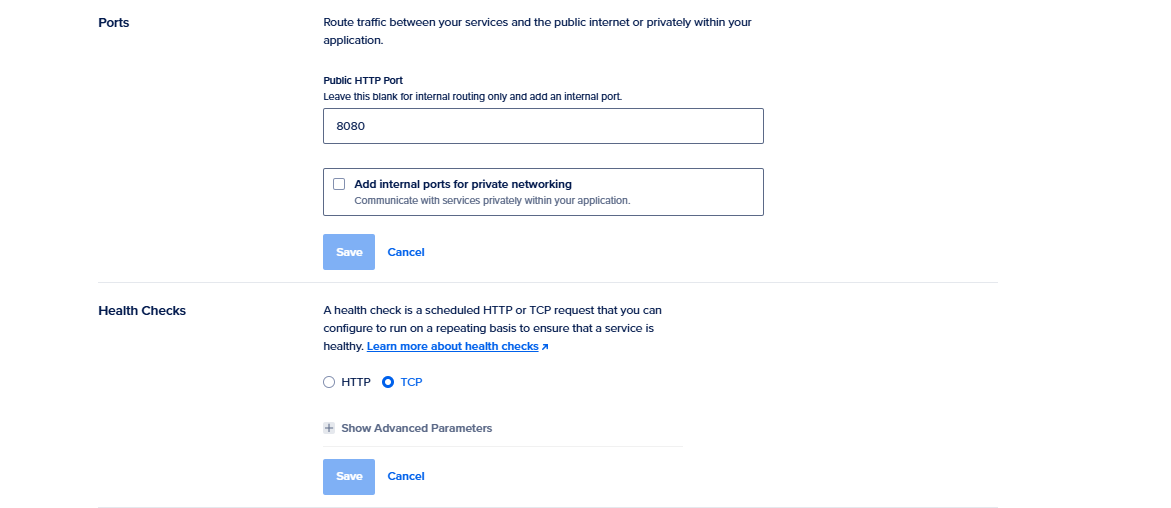 Ports
Route traffic between your services and the public internet or privately within your
application.
Public HTTP Port
Leave this blank for internal routing only and add an internal port.
8080
Add internal ports for private networking
Communicate with services privately within your application.
Save Cancel
Health Checks
A health check is a scheduled HTTP or TCP request that you can
configure to run on a repeating basis to ensure that a service is
healthy. Learn more about health checks
HTTP TCP
Show Advanced Parameters
Save Cancel